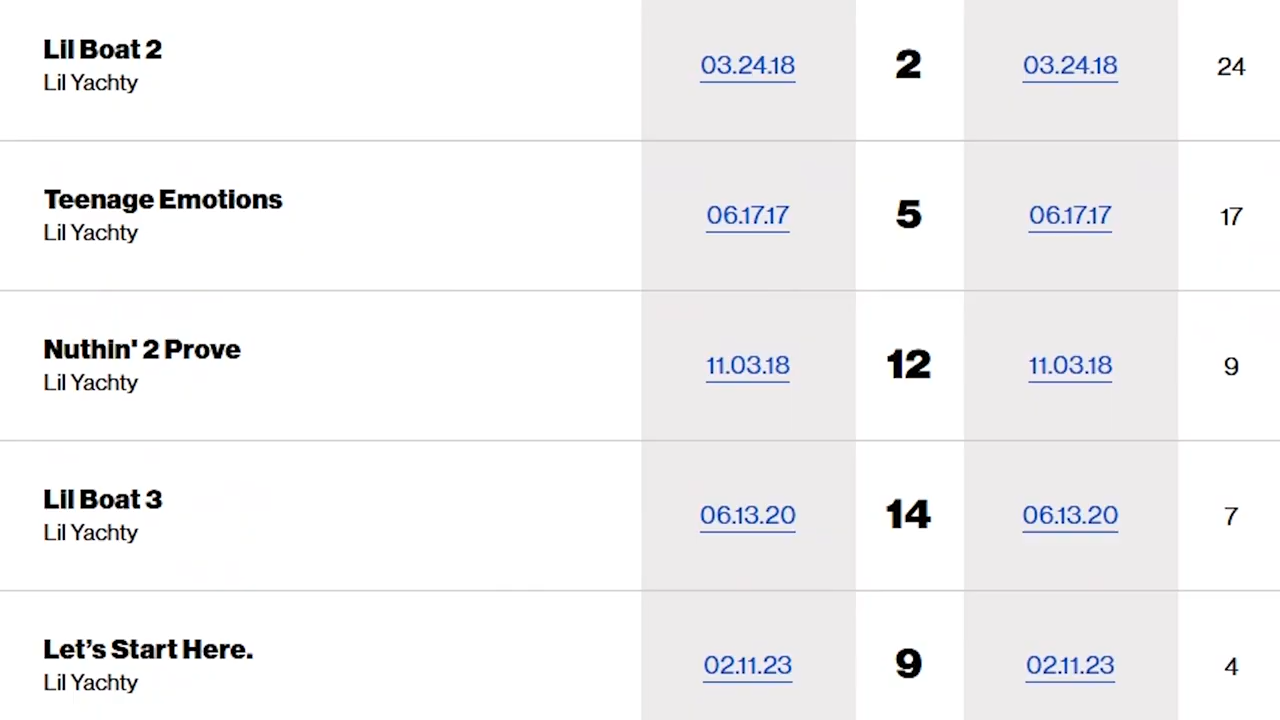 Lil Boat 2
Lil Yachty
03.24.18
2
03.24.18
24
Teenage Emotions
Lil Yachty
06.17.17
5
06.17.17
17
Nuthin' 2 Prove
Lil Yachty
11.03.18
12
11.03.18
9
Lil Boat 3
Lil Yachty
06.13.20
14
06.13.20
7
Let’s Start Here.
Lil Yachty
02.11.23
9
02.11.23
4